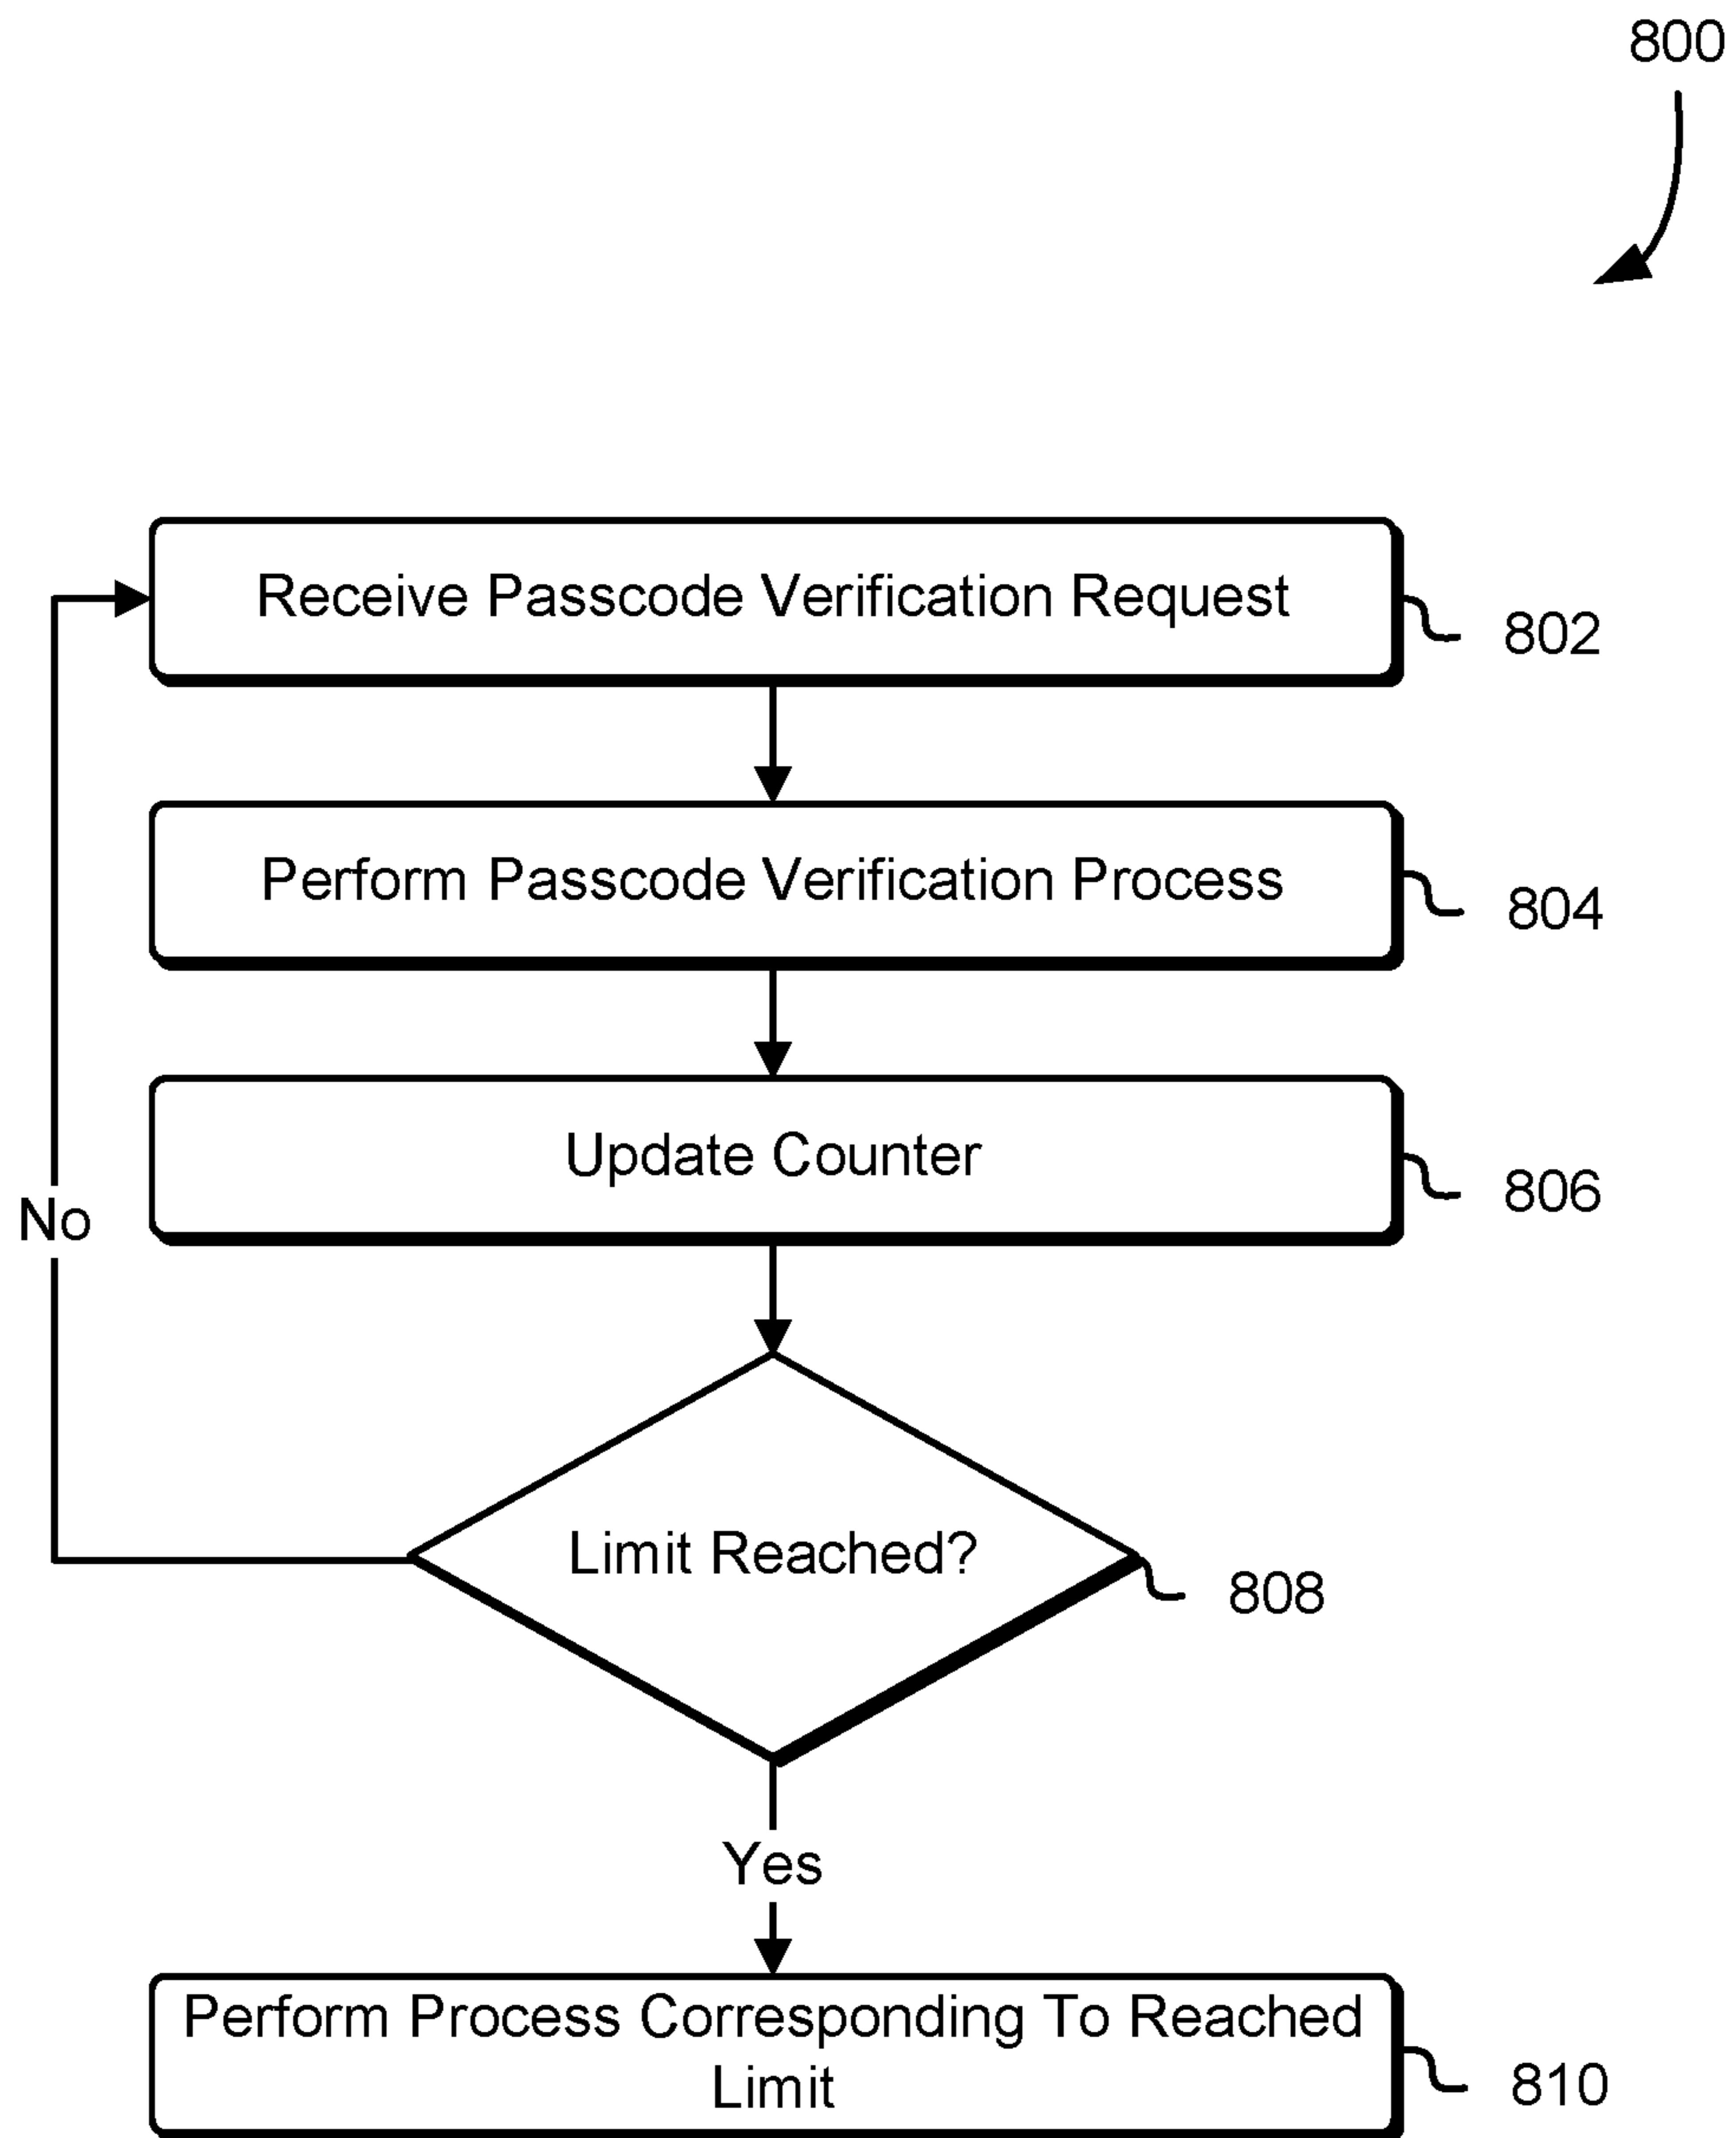 800
Receive Passcode Verification Request
802
Perform Passcode Verification Process
804
Update Counter
806
No
Limit Reached?
808
Yes
Perform Process Corresponding To Reached
Limit
810